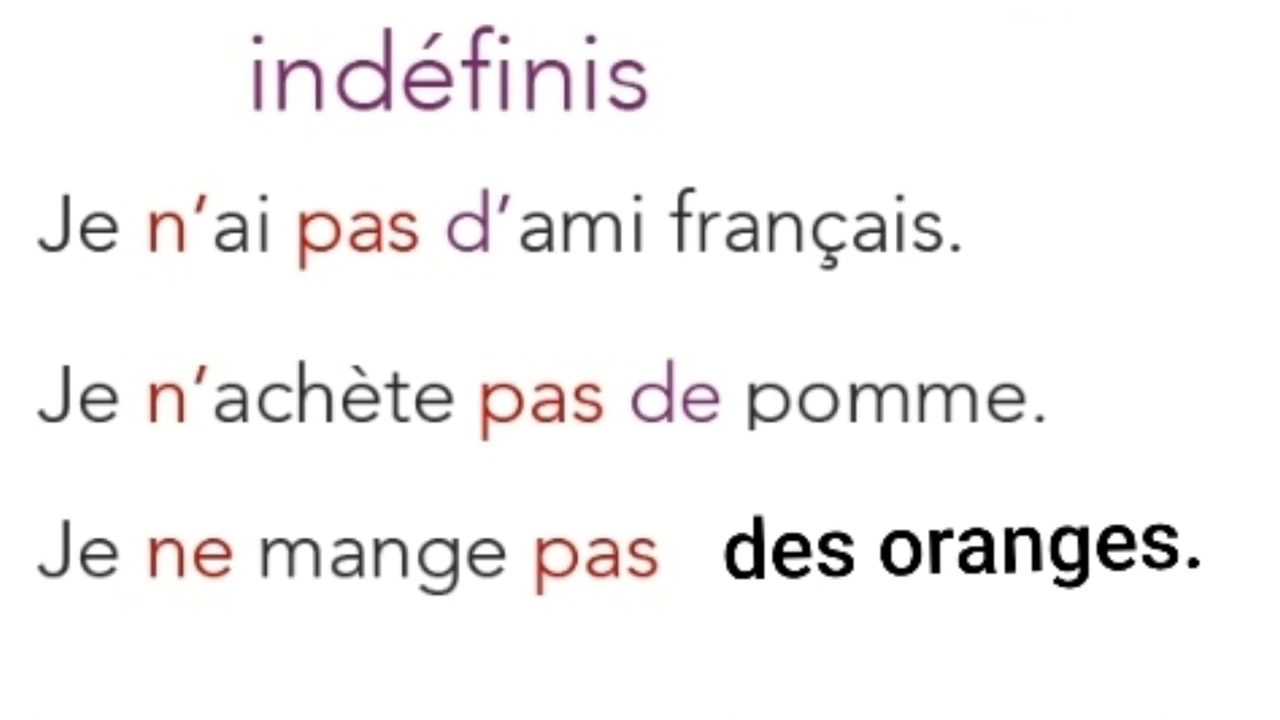 indéfinis
Je n’ai pas d’ami français.
Je n’achète pas de pomme.
Je ne mange pas des oranges.